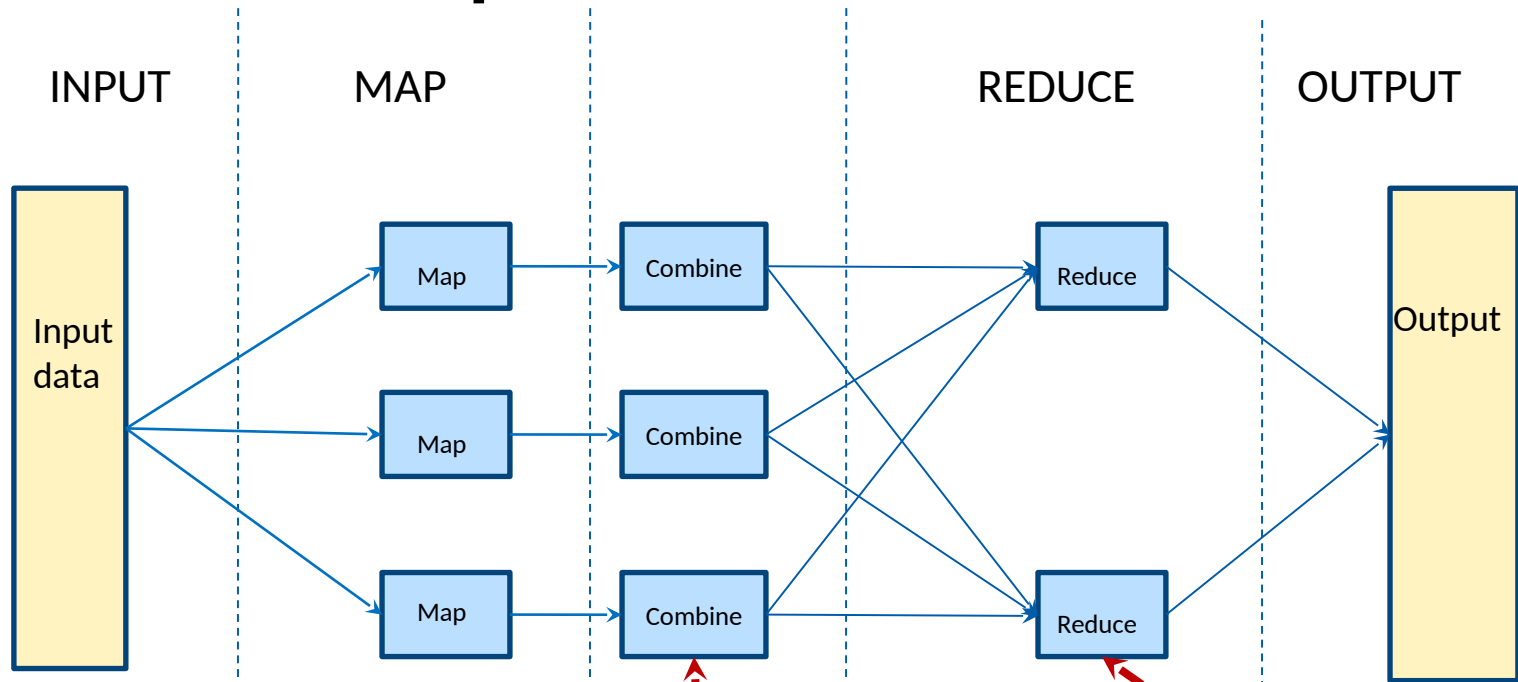 INPUT
MAP
REDUCE
OUTPUT
Input
data
Map
Combine
Reduce
Output
Map
Combine
Map
Combine
Reduce